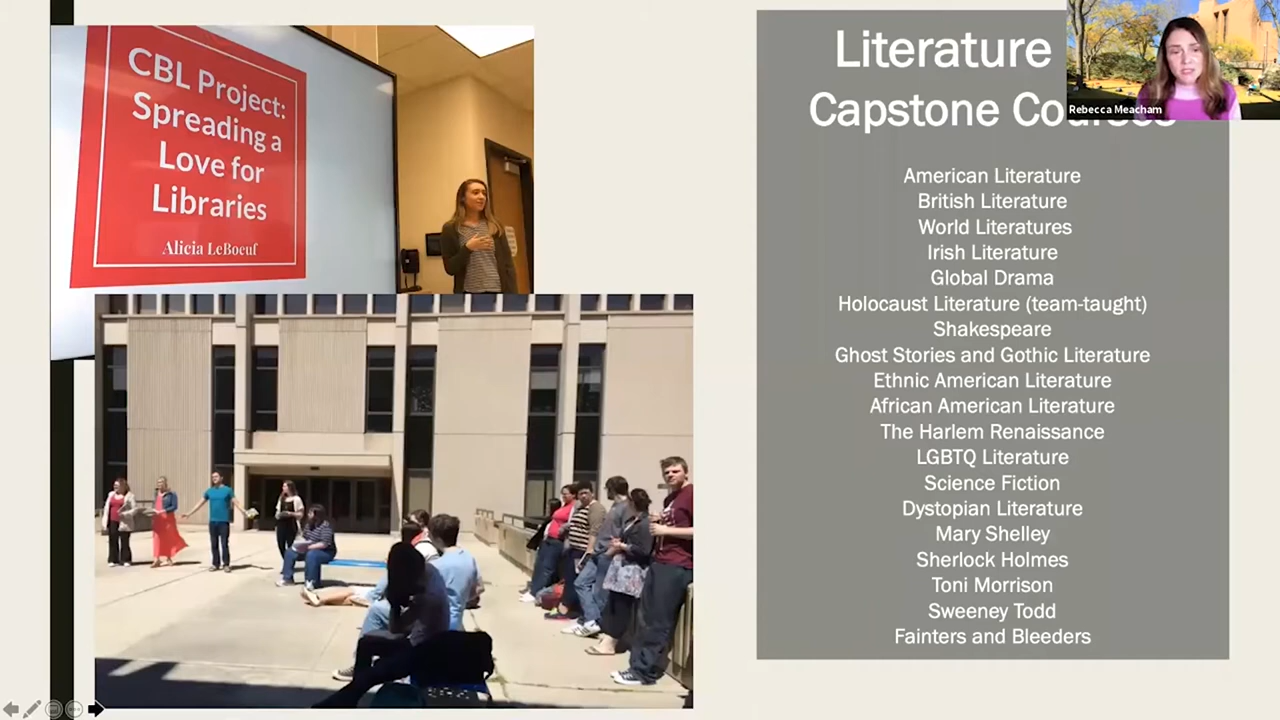 CBL Project:
Spreading a
Love for
Libraries
Alicia LeBoeuf
Literature
Capstone Courses
Rebecca Meacham
American Literature
British Literature
World Literatures
Irish Literature
Global Drama
Holocaust Literature (team-taught)
Shakespeare
Ghost Stories and Gothic Literature
Ethnic American Literature
African American Literature
The Harlem Renaissance
LGBTQ Literature
Science Fiction
Dystopian Literature
Mary Shelley
Sherlock Holmes
Toni Morrison
Sweeney Todd
Fainters and Bleeders